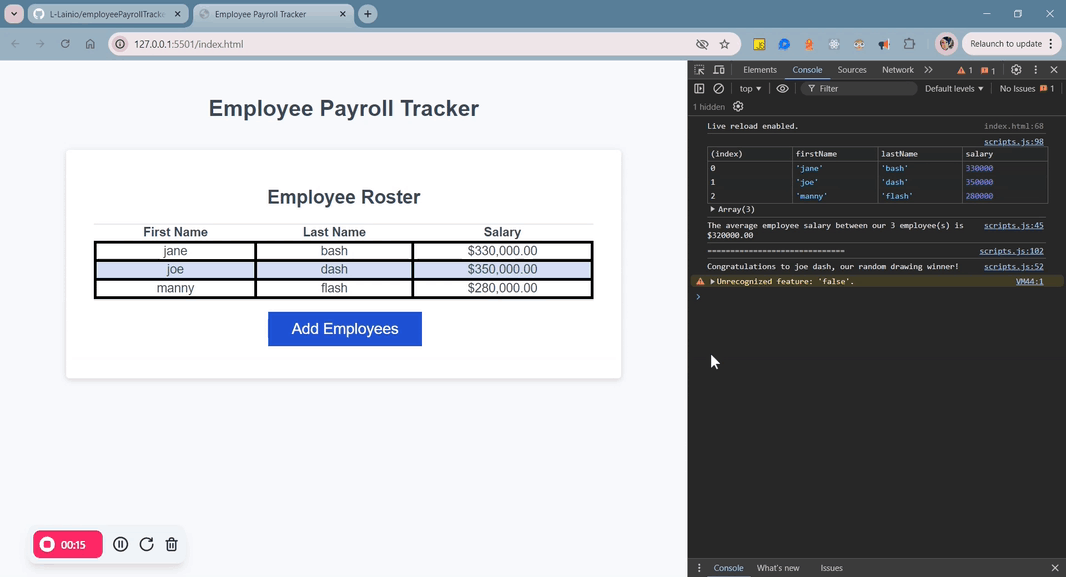 L-Lainio/employeePayrollTracke
Employee Payroll Tracker
127.0.0.1:5501/index.html
Relaunch to update
Employee Payroll Tracker
Employee Roster
First Name Last Name Salary
jane bash $330,000.00
joe dash $350,000.00
manny flash $280,000.00
Add Employees
00:15
Elements Console Sources Network 1 1
top Filter Default levels No Issues 1
1 hidden
Live reload enabled. index.html:68
scripts.js:98
(index) firstName lastName salary
0 'jane' 'bash' 330000
1 'joe' 'dash' 350000
2 'manny' 'flash' 280000
Array(3)
The average employee salary between our 3 employee(s) is scripts.js:45
$320000.00
============================== scripts.js:102
Congratulations to joe dash, our random drawing winner! scripts.js:52
Unrecognized feature: 'false'. VM44:1
Console What's new Issues